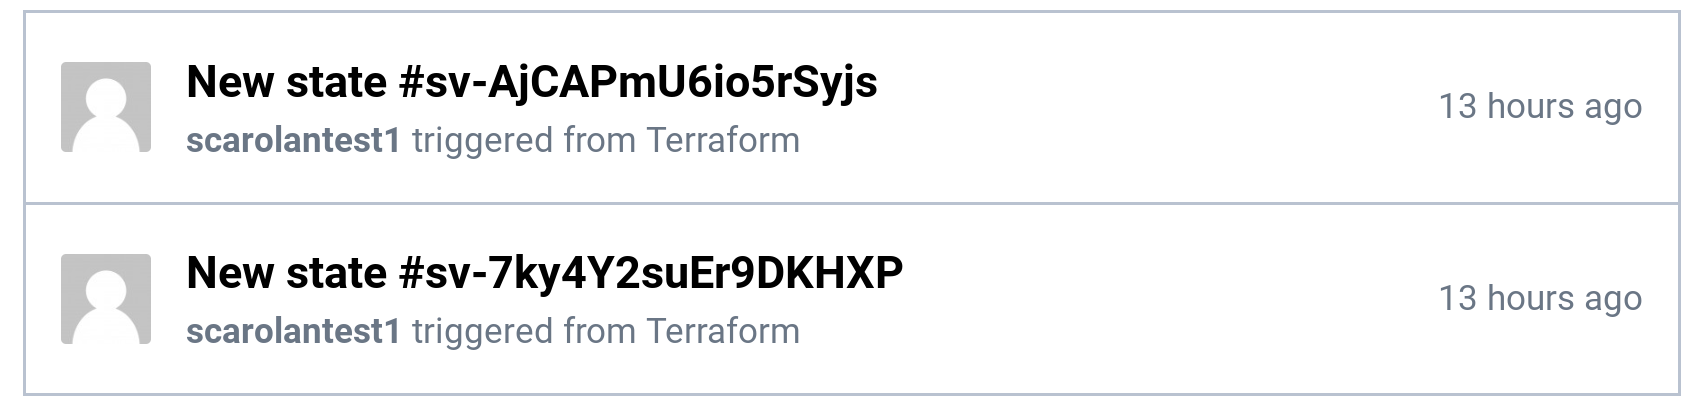 New state #sv-AjCAPmU6io5rSyjs
scarolantest1 triggered from Terraform
13 hours ago
New state #sv-7ky4Y2suEr9DKHXP
scarolantest1 triggered from Terraform
13 hours ago